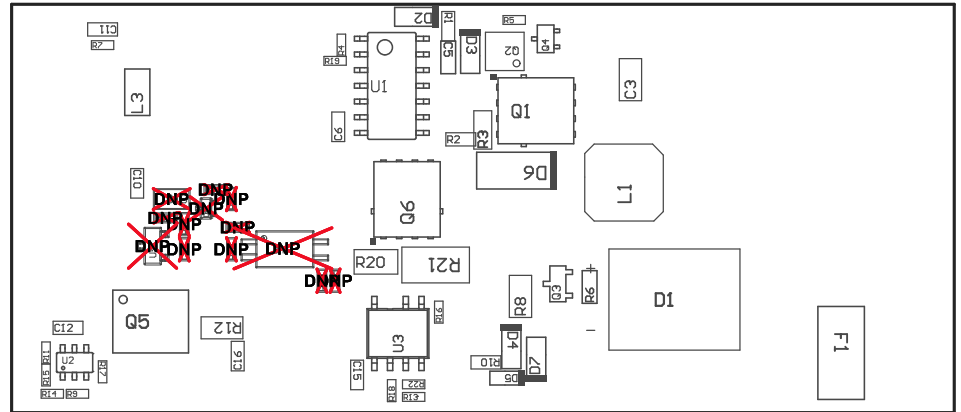 C11
R7
D2
R1
R5
Q4
R4
R19
C5
D3
Q2
U1
L3
C6
R2
R3
Q1
C3
D6
L1
C10
DNP
DNP
DNP
DNP
DNP
DNP
DNP
DNP
DNP
DNP
DNP
DNP
DNP
Q6
R20
R21
R8
Q3
+
R6
-
D1
F1
Q5
R12
C12
C16
R11
R15
U2
R17
R14
R9
U3
R16
C15
R18
R22
R13
R10
D4
D5
D7